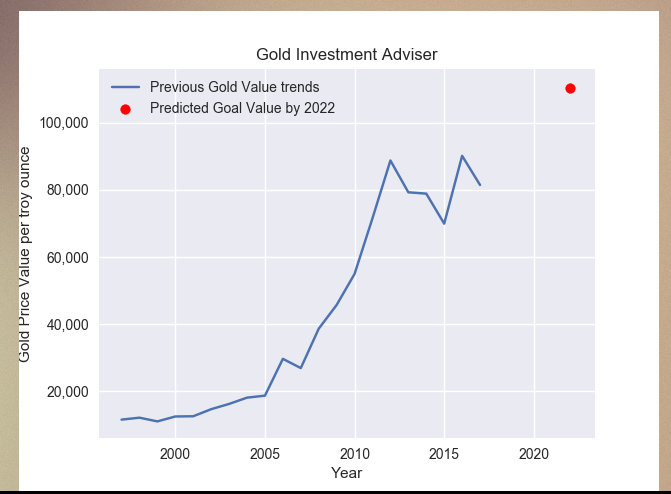 Gold Investment Adviser
Previous Gold Value trends
Predicted Goal Value by 2022
100,000
80,000
60,000
40,000
20,000
Gold Price Value per troy ounce
2000 2005 2010 2015 2020
Year